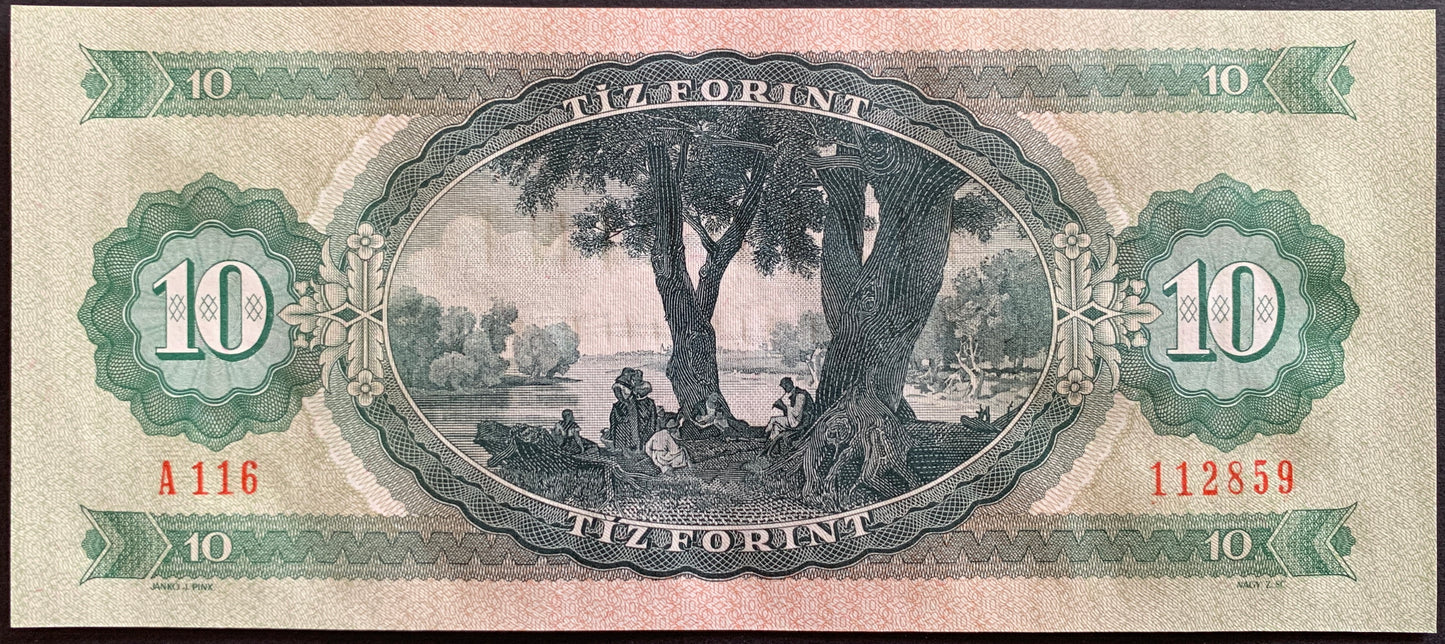 10 TÍZ FORINT 10
10 10
A 116 112859
10 TÍZ FORINT 10
JANKÓ J. PINX. NAGY Z. SC.